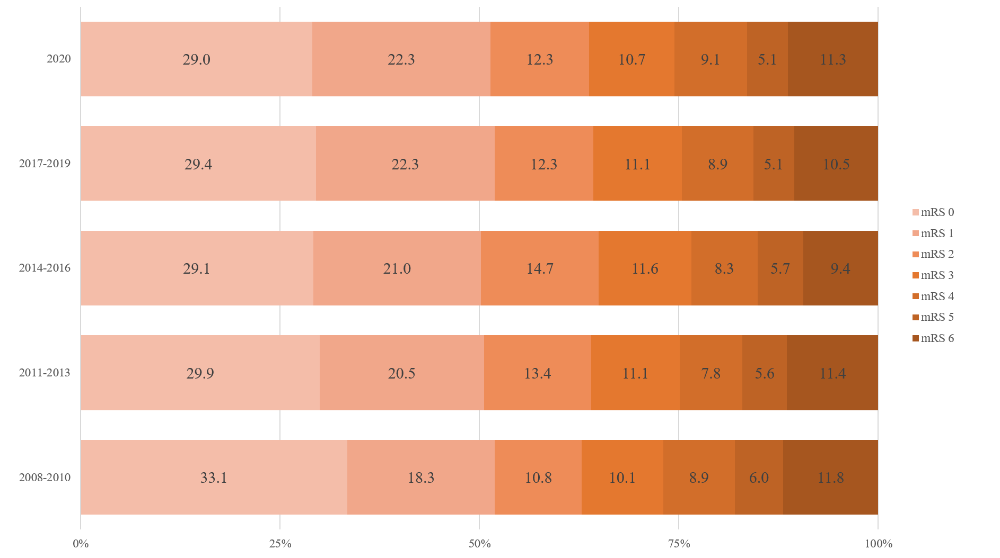 2020 29.0 22.3 12.3 10.7 9.1 5.1 11.3
2017-2019 29.4 22.3 12.3 11.1 8.9 5.1 10.5
2014-2016 29.1 21.0 14.7 11.6 8.3 5.7 9.4
2011-2013 29.9 20.5 13.4 11.1 7.8 5.6 11.4
2008-2010 33.1 18.3 10.8 10.1 8.9 6.0 11.8
0% 25% 50% 75% 100%
mRS 0
mRS 1
mRS 2
mRS 3
mRS 4
mRS 5
mRS 6